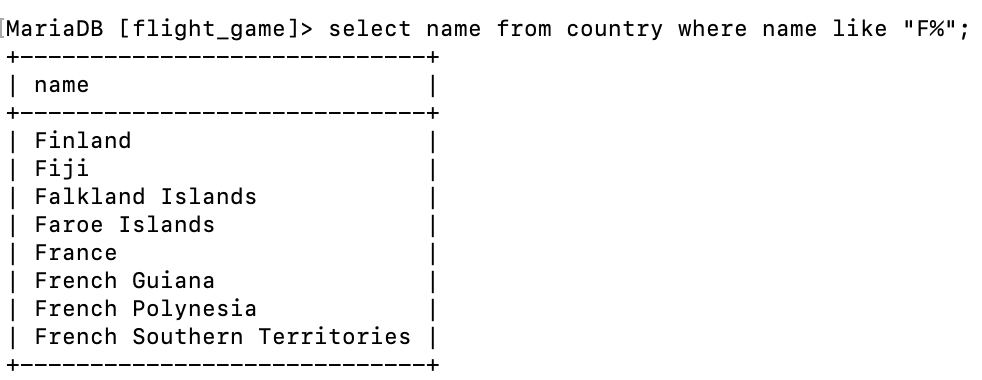 [MariaDB [flight_game]> select name from country where name like "F%";
+-----------------------------+
| name                        |
+-----------------------------+
| Finland                     |
| Fiji                        |
| Falkland Islands            |
| Faroe Islands               |
| France                      |
| French Guiana               |
| French Polynesia            |
| French Southern Territories |
+-----------------------------+